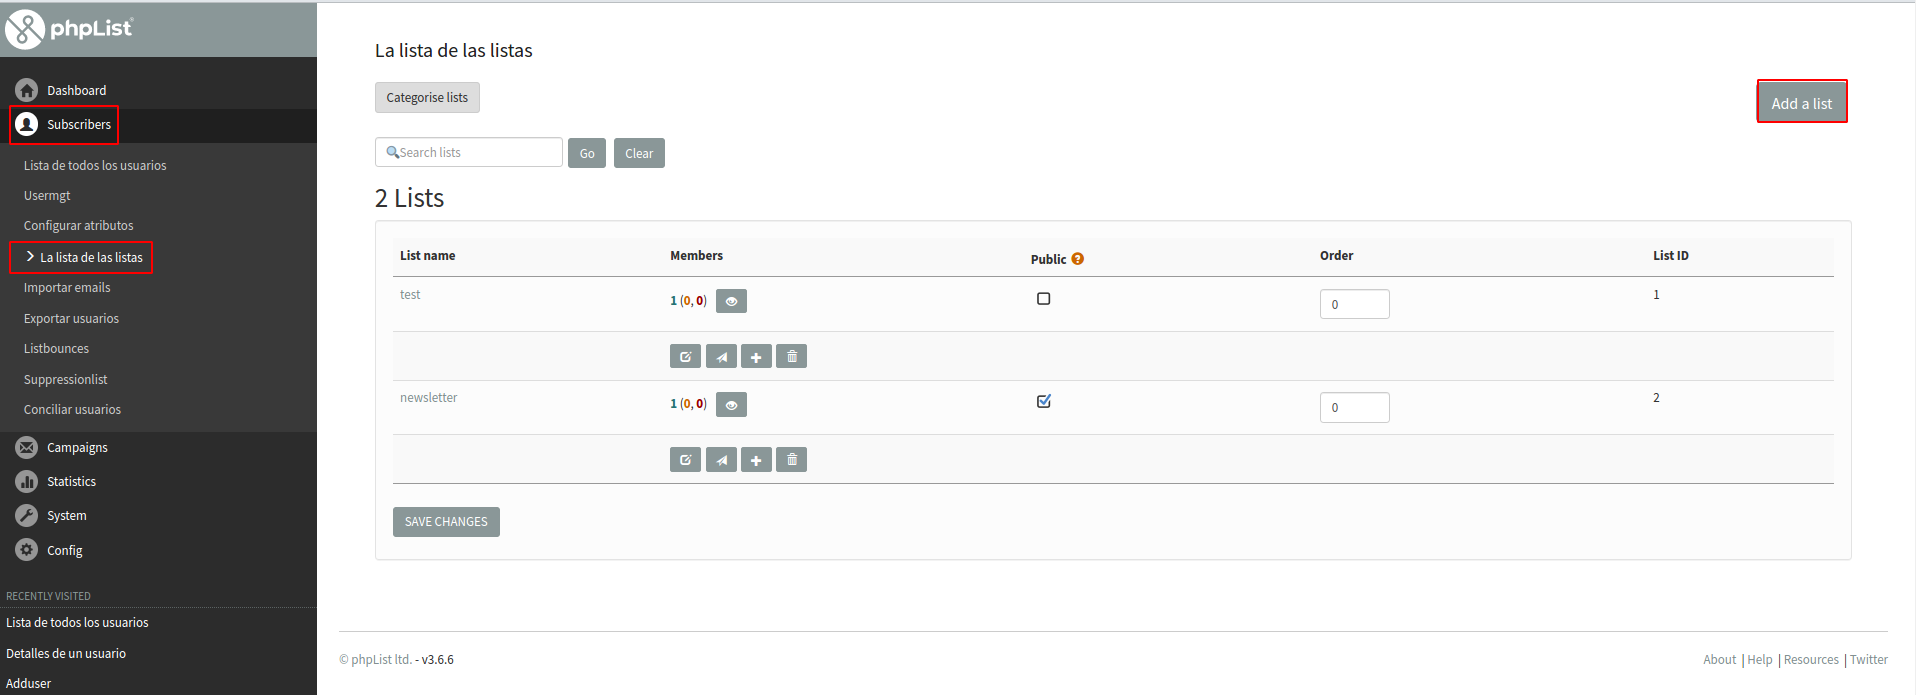 phpList
Dashboard
Subscribers
Lista de todos los usuarios
Usermgt
Configurar atributos
La lista de las listas
Importar emails
Exportar usuarios
Listbounces
Suppressionlist
Conciliar usuarios
Campaigns
Statistics
System
Config
RECENTLY VISITED
Lista de todos los usuarios
Detalles de un usuario
Adduser
La lista de las listas
Categorise lists
Add a list
Search lists Go Clear
2 Lists
List name Members Public ? Order List ID
test 1 (0, 0) 0 1
newsletter 1 (0, 0) 0 2
SAVE CHANGES
© phpList ltd. - v3.6.6
About | Help | Resources | Twitter